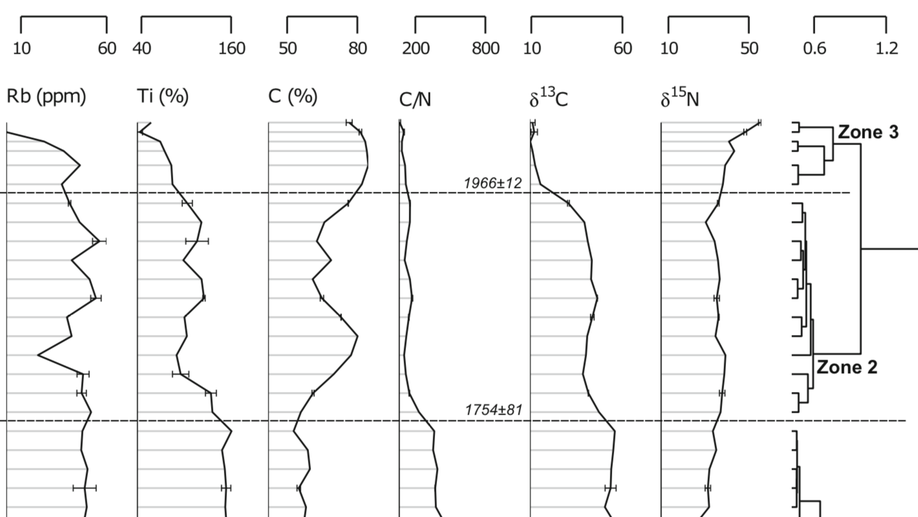 10 60 40 160 50 80 200 800 10 60 10 50 0.6 1.2
Rb (ppm) Ti (%) C (%) C/N δ¹³C δ¹⁵N
Zone 3
1966±12
Zone 2
1754±81